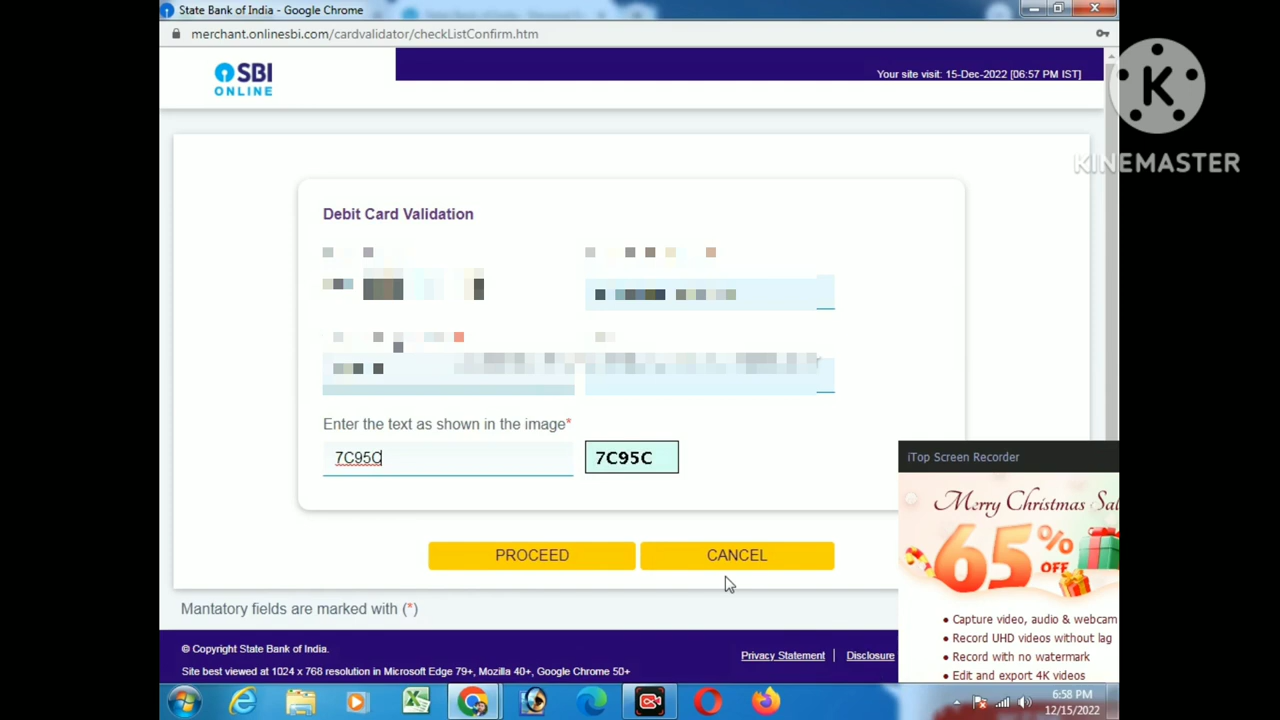 State Bank of India - Google Chrome
merchant.onlinesbi.com/cardvalidator/checkListConfirm.htm
SBI
ONLINE
Your site visit: 15-Dec-2022 [06:57 PM IST]
K
KINEMASTER
Debit Card Validation
Enter the text as shown in the image*
7C95C
7C95C
PROCEED
CANCEL
Mantatory fields are marked with (*)
© Copyright State Bank of India.
Privacy Statement
Disclosure
Site best viewed at 1024 x 768 resolution in Microsoft Edge 79+, Mozilla 40+, Google Chrome 50+
iTop Screen Recorder
Merry Christmas Sal
65% OFF
• Capture video, audio & webcam
• Record UHD videos without lag
• Record with no watermark
• Edit and export 4K videos
6:58 PM
12/15/2022